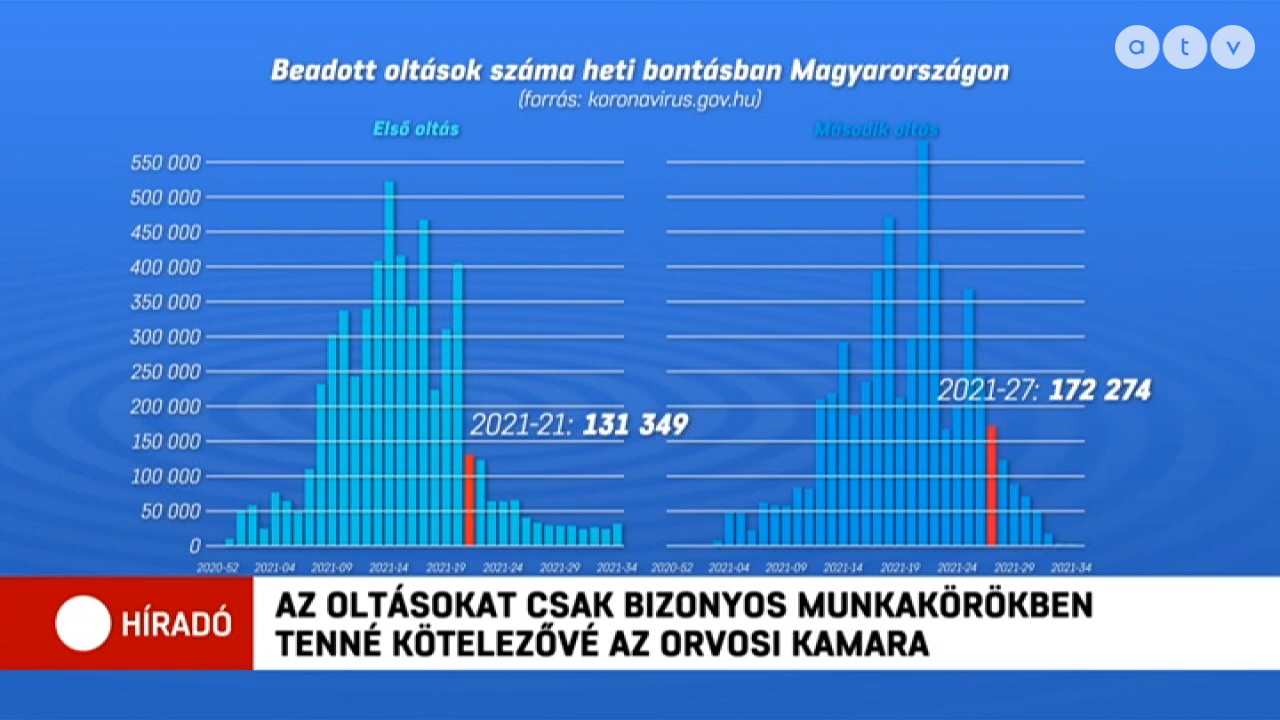 a t v
Beadott oltások száma heti bontásban Magyarországon
(forrás: koronavirus.gov.hu)
Első oltás
Második oltás
550 000
500 000
450 000
400 000
350 000
300 000
250 000
200 000
150 000
100 000
50 000
0
2021-21: 131 349
2021-27: 172 274
2020-52 2021-04 2021-09 2021-14 2021-19 2021-24 2021-29 2021-34
2020-52 2021-04 2021-09 2021-14 2021-19 2021-24 2021-29 2021-34
HÍRADÓ
AZ OLTÁSOKAT CSAK BIZONYOS MUNKAKÖRÖKBEN
TENNÉ KÖTELEZŐVÉ AZ ORVOSI KAMARA